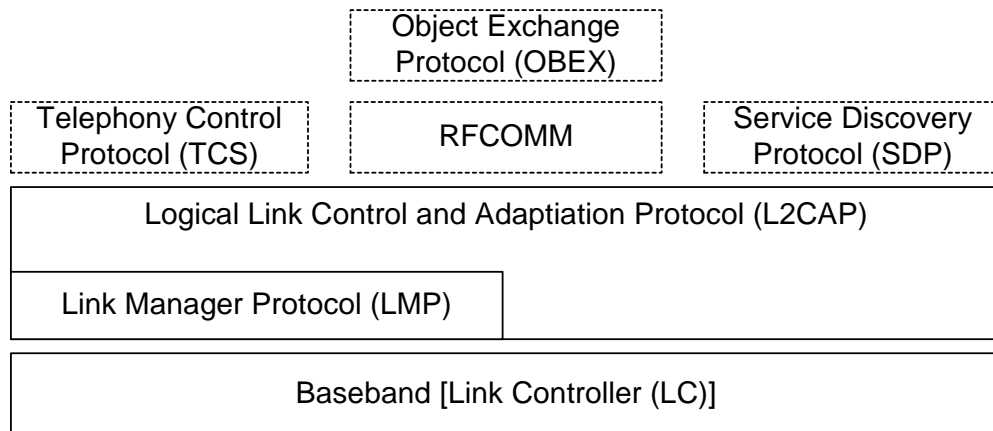 Object Exchange
Protocol (OBEX)
Telephony Control
Protocol (TCS)
RFCOMM
Service Discovery
Protocol (SDP)
Logical Link Control and Adaptiation Protocol (L2CAP)
Link Manager Protocol (LMP)
Baseband [Link Controller (LC)]